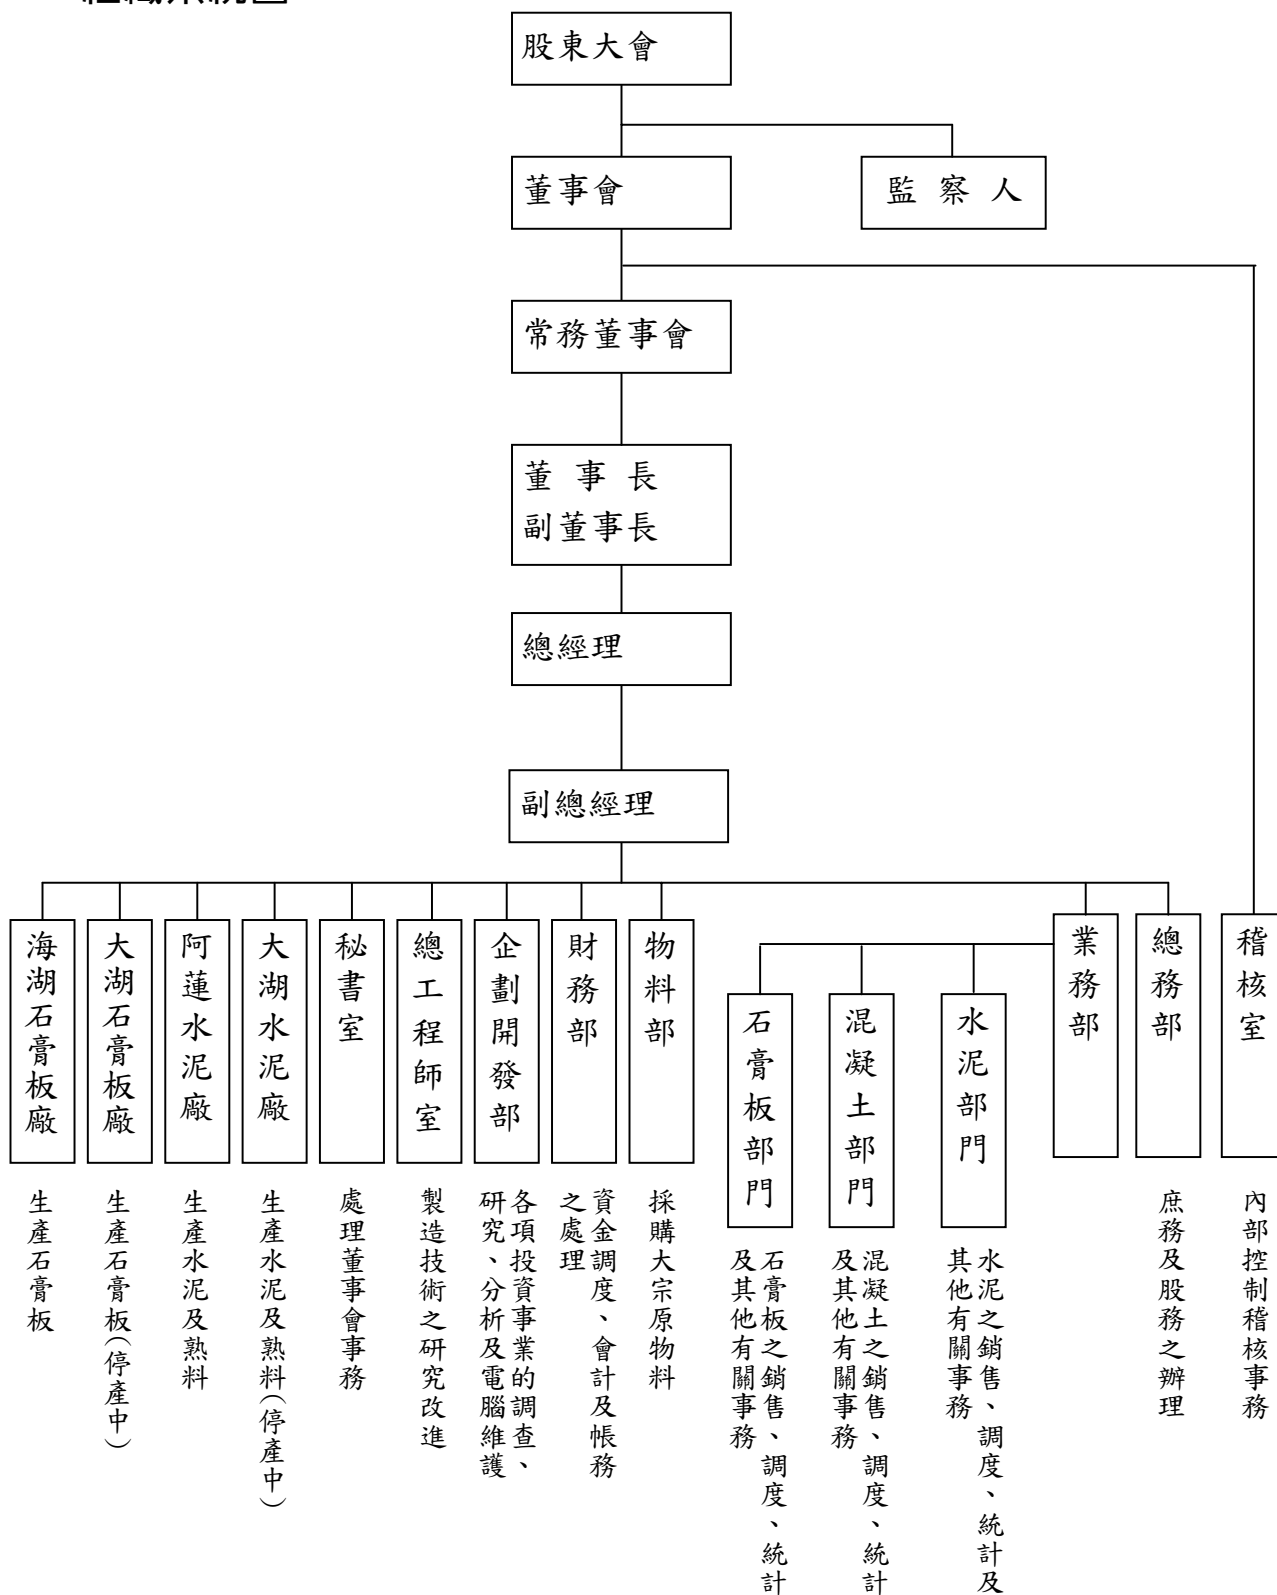 組織系統圖
股東大會
董事會
監察人
常務董事會
董事長
副董事長
總經理
副總經理
海湖石膏板廠
大湖石膏板廠
阿蓮水泥廠
大湖水泥廠
秘書室
總工程師室
企劃開發部
財務部
物料部
石膏板部門
混凝土部門
水泥部門
業務部
總務部
稽核室
生產石膏板
生產石膏板(停產中)
生產水泥及熟料
生產水泥及熟料(停產中)
處理董事會事務
製造技術之研究改進
各項投資事業的調查、
研究、分析及電腦維護
資金調度、會計及帳務
之處理
採購大宗原物料
石膏板之銷售、調度、統計
及其他有關事務
混凝土之銷售、調度、統計
及其他有關事務
水泥之銷售、調度、統計及
其他有關事務
庶務及股務之辦理
內部控制稽核事務